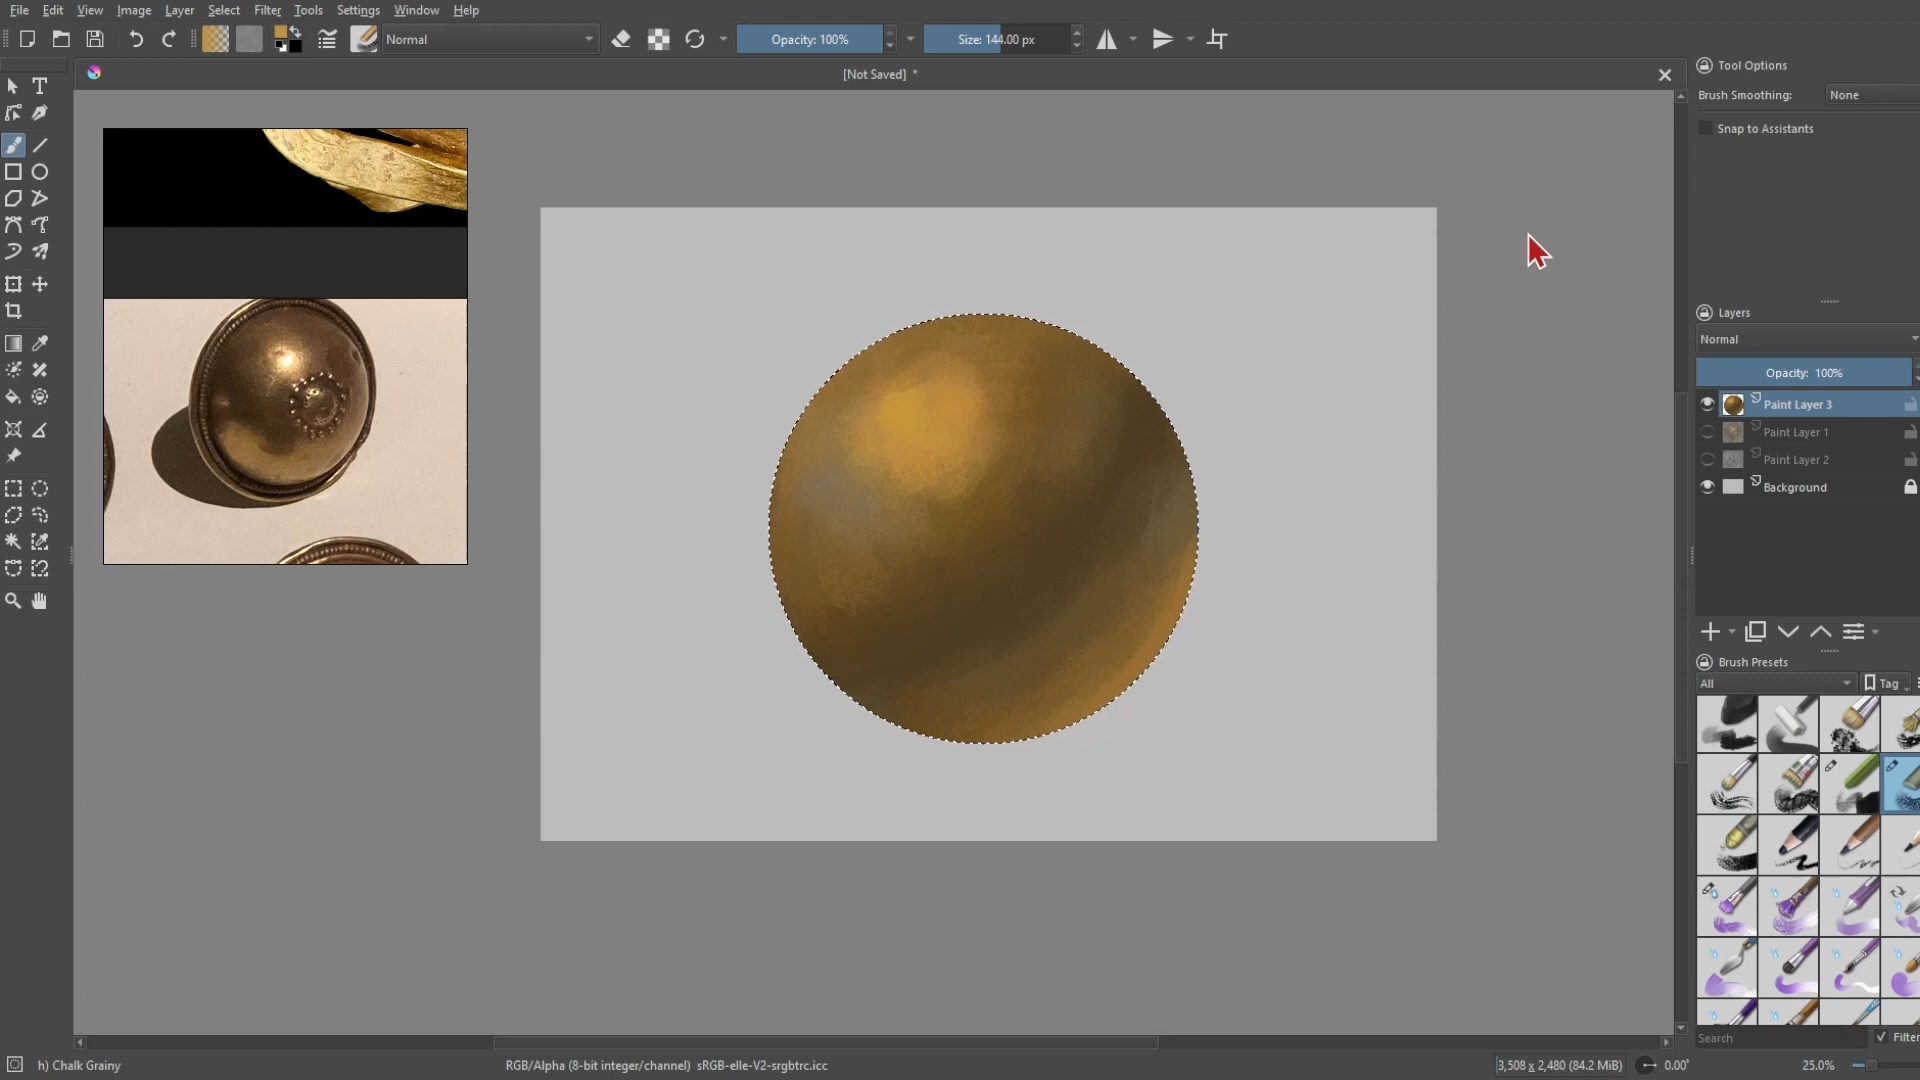 File Edit View Image Layer Select Filter Tools Settings Window Help
Normal
Opacity: 100%
Size: 144.00 px
[Not Saved] *
Tool Options
Brush Smoothing: None
Snap to Assistants
Layers
Normal
Opacity: 100%
Paint Layer 3
Paint Layer 1
Paint Layer 2
Background
Brush Presets
All
Tag
Search
Filter
h) Chalk Grainy
RGB/Alpha (8-bit integer/channel) sRGB-elle-V2-srgbtrc.icc
3,508 x 2,480 (84.2 MiB)
0.00°
25.0%